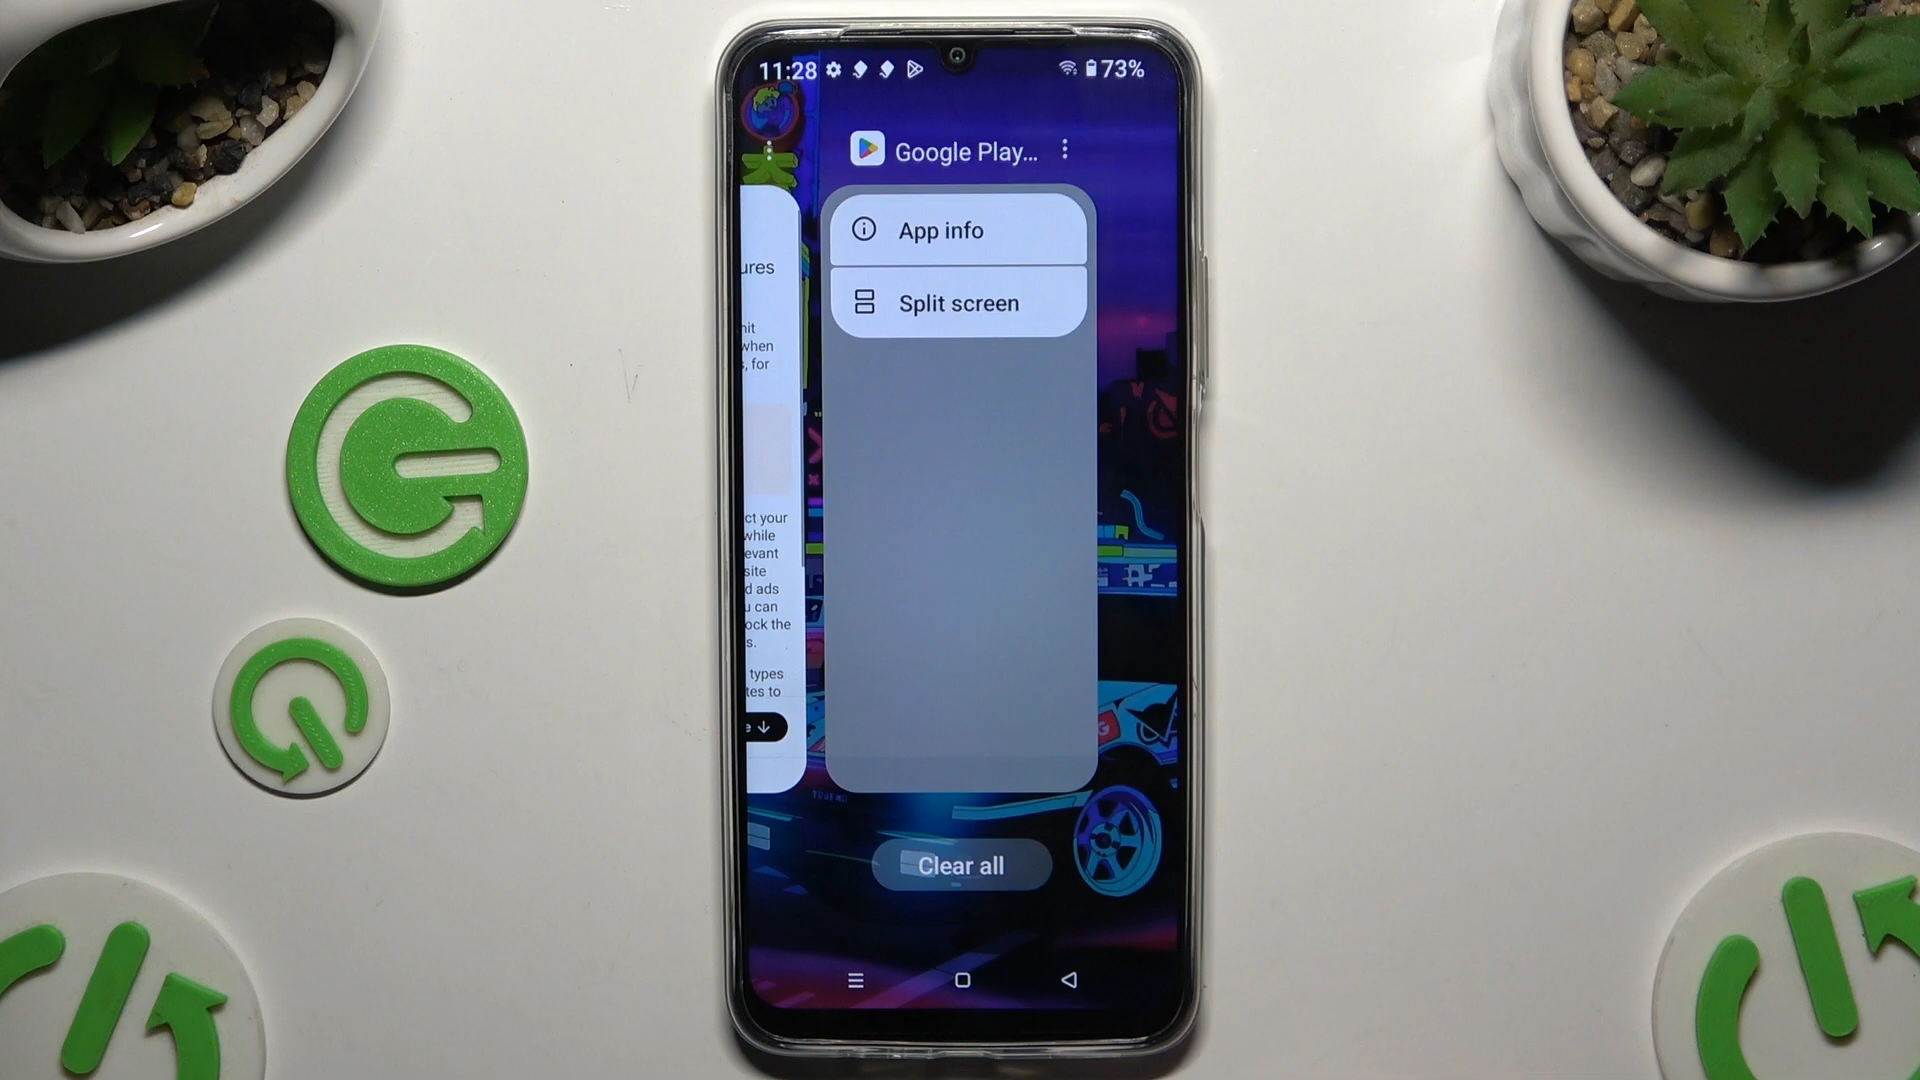 11:28 73%
Google Play...
App info
Split screen
ures
nit
when
s, for
ct your
while
evant
site
d ads
u can
ock the
s.
types
tes to
e
Clear all